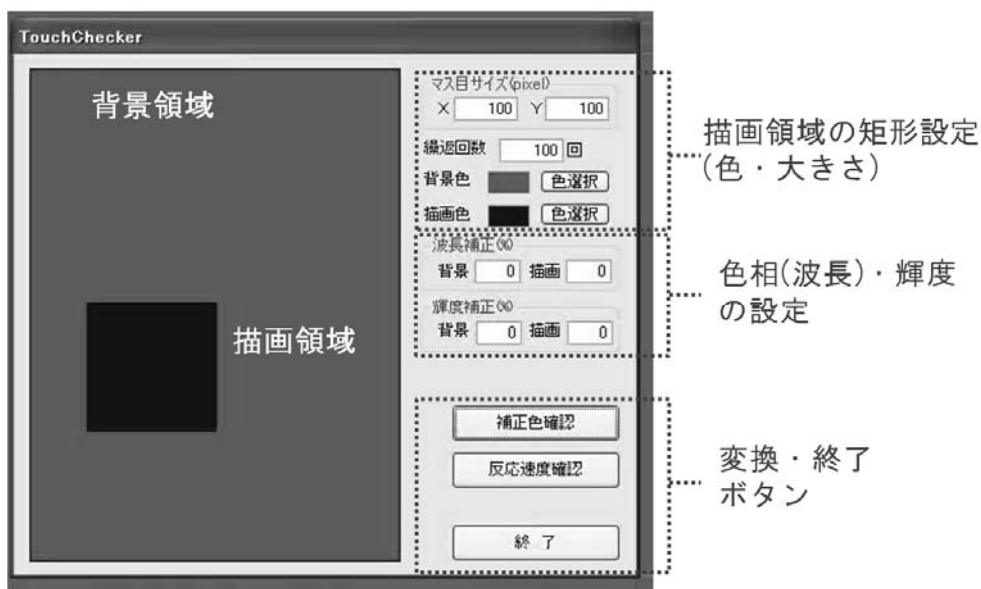 TouchChecker
背景領域
描画領域
マス目サイズ(pixel)
X 100 Y 100
繰返回数 100 回
背景色 色選択
描画色 色選択
波長補正(%)
背景 0 描画 0
輝度補正(%)
背景 0 描画 0
補正色確認
反応速度確認
終 了
描画領域の矩形設定
(色・大きさ)
色相(波長)・輝度
の設定
変換・終了
ボタン